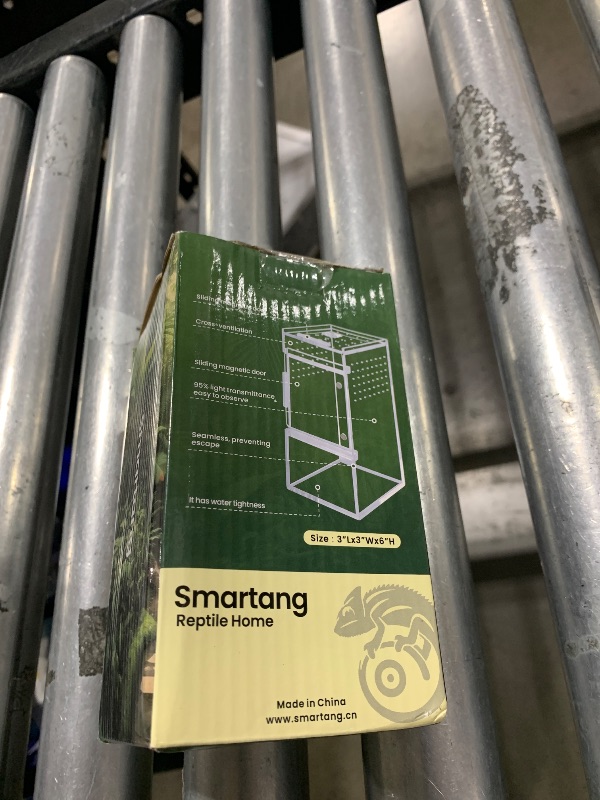 Sliding
Cross-ventilation
Sliding magnetic door
95% light transmittance,
easy to observe
Seamless, preventing
escape
It has water tightness
Size : 3"Lx3"Wx6"H
Smartang
Reptile Home
Made in China
www.smartang.cn